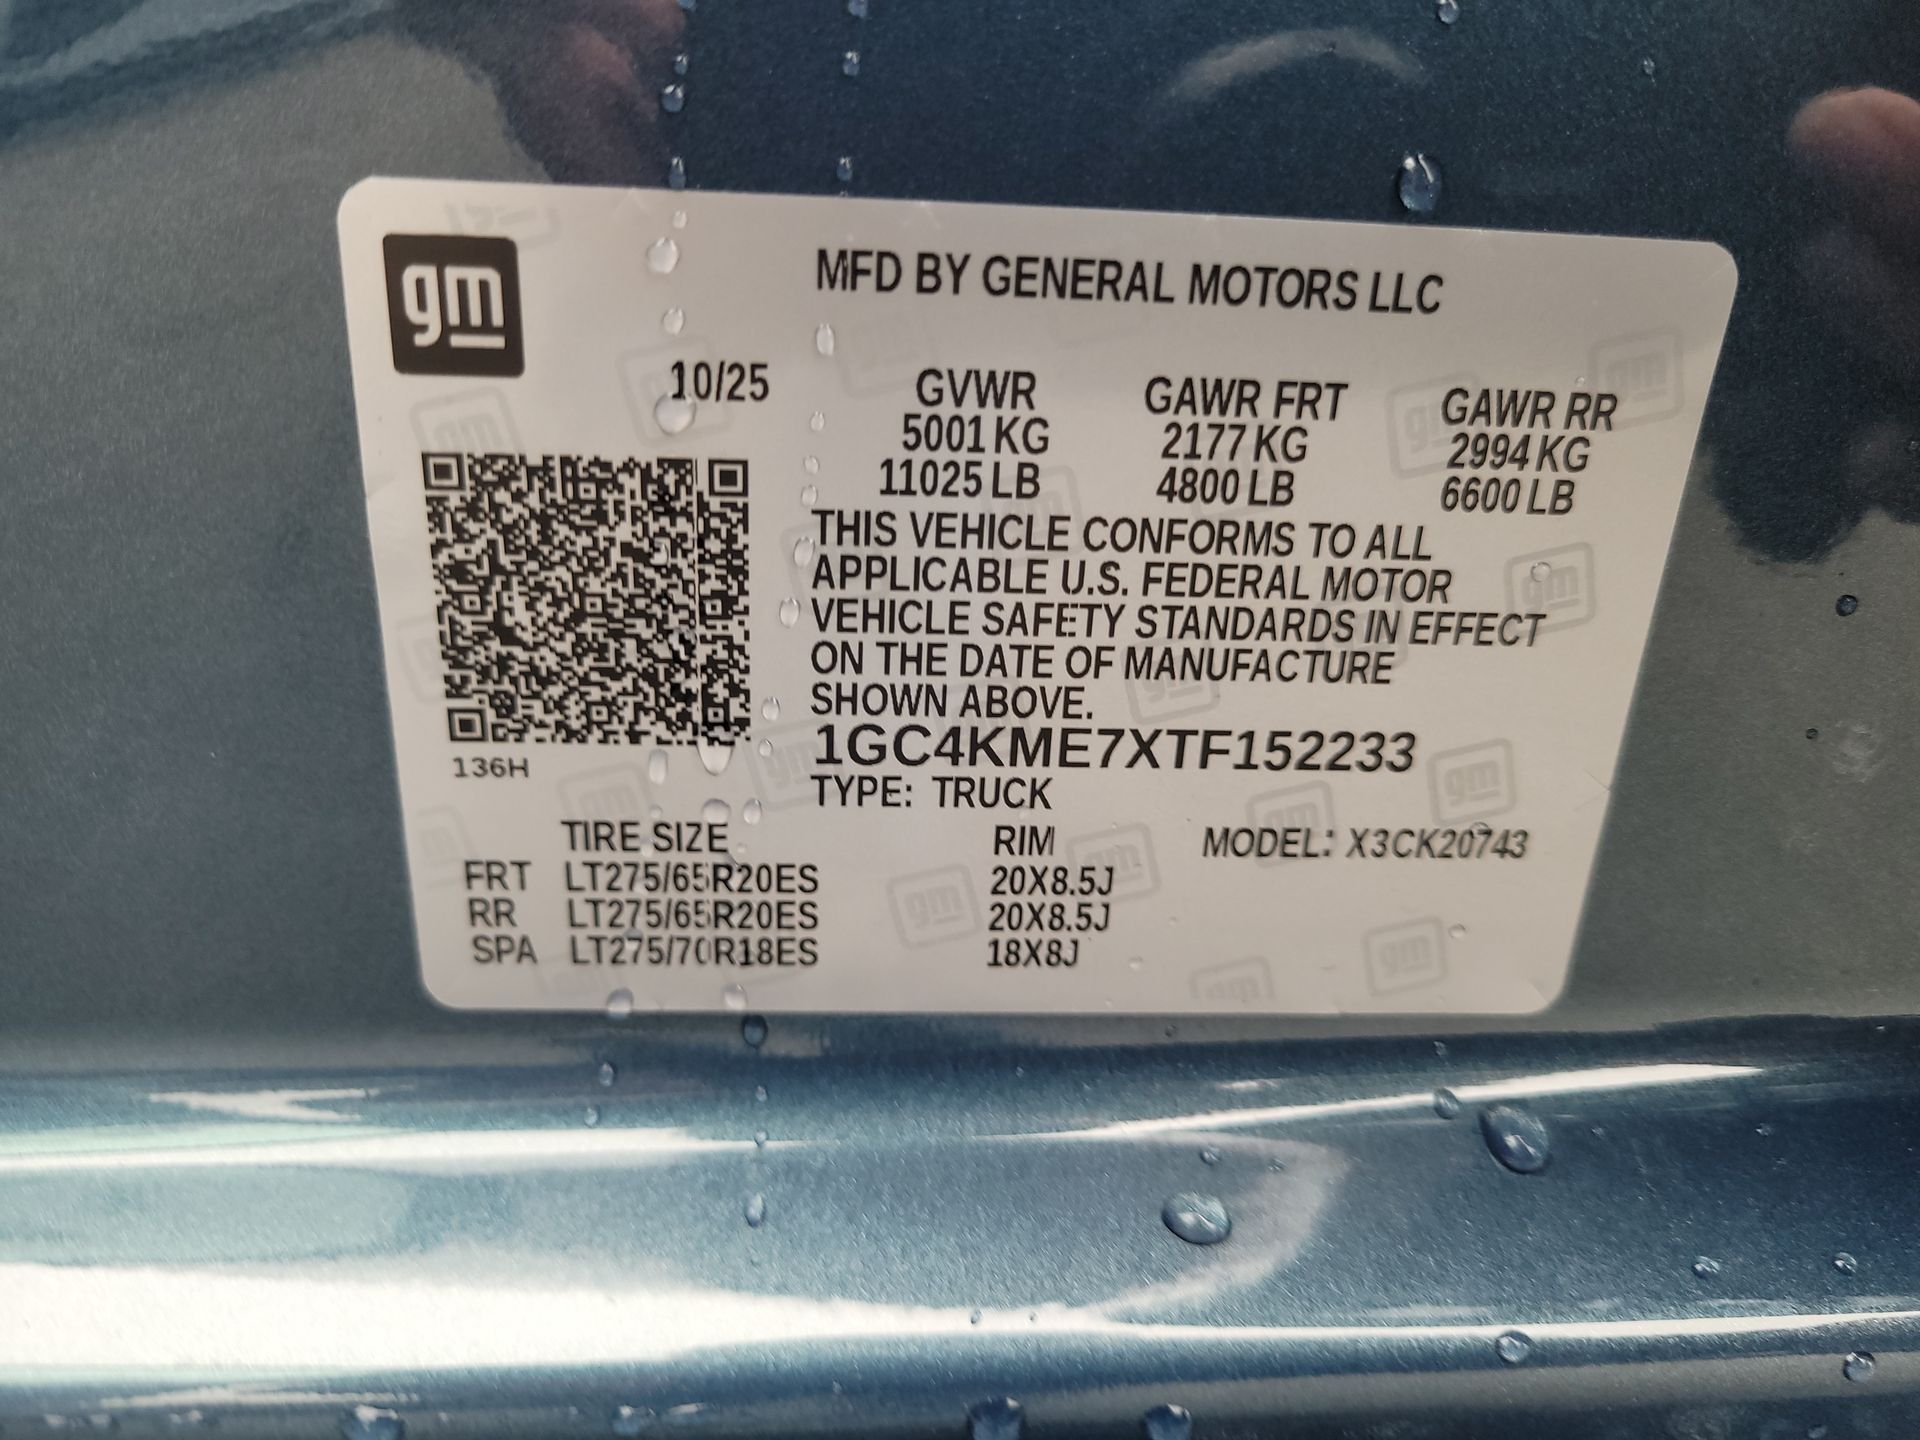 gm
MFD BY GENERAL MOTORS LLC
10/25
GVWR GAWR FRT GAWR RR
5001 KG 2177 KG 2994 KG
11025 LB 4800 LB 6600 LB
THIS VEHICLE CONFORMS TO ALL
APPLICABLE U.S. FEDERAL MOTOR
VEHICLE SAFETY STANDARDS IN EFFECT
ON THE DATE OF MANUFACTURE
SHOWN ABOVE.
1GC4KME7XTF152233
136H
TYPE: TRUCK
TIRE SIZE RIM MODEL: X3CK20743
FRT LT275/65R20ES 20X8.5J
RR LT275/65R20ES 20X8.5J
SPA LT275/70R18ES 18X8J